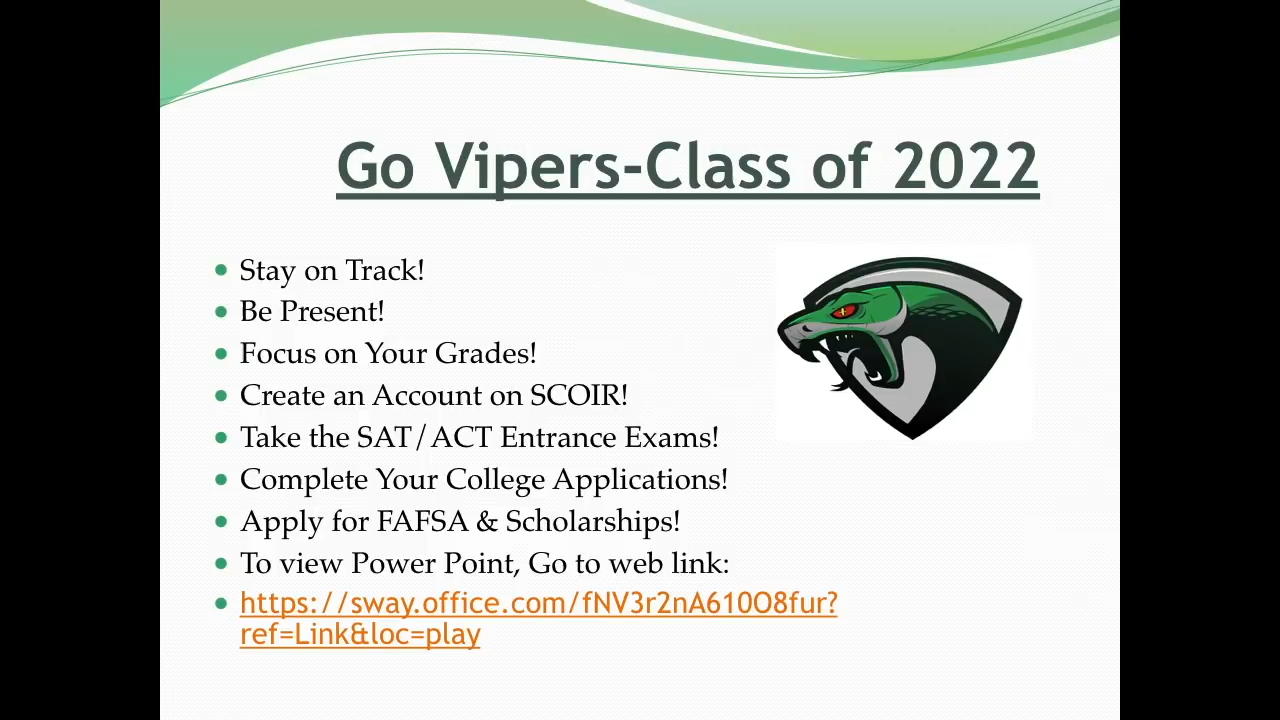 Go Vipers-Class of 2022
Stay on Track!
Be Present!
Focus on Your Grades!
Create an Account on SCOIR!
Take the SAT/ACT Entrance Exams!
Complete Your College Applications!
Apply for FAFSA & Scholarships!
To view Power Point, Go to web link:
https://sway.office.com/fNV3r2nA610O8fur?
ref=Link&loc=play